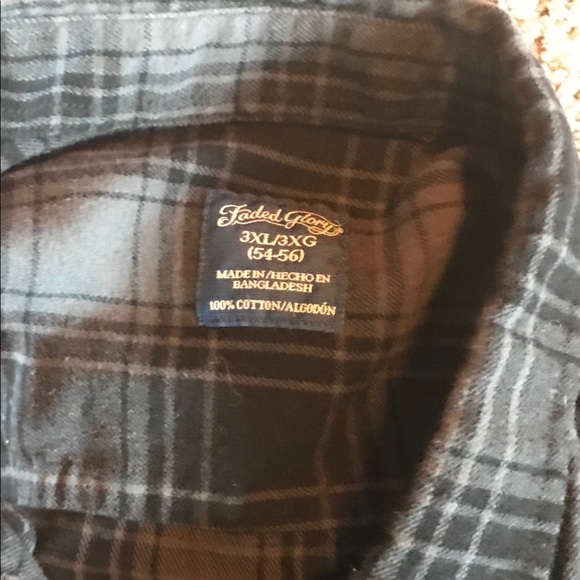 Faded Glory
3XL/3XG
(54-56)
MADE IN/HECHO EN
BANGLADESH
100% COTTON/ALGODÓN